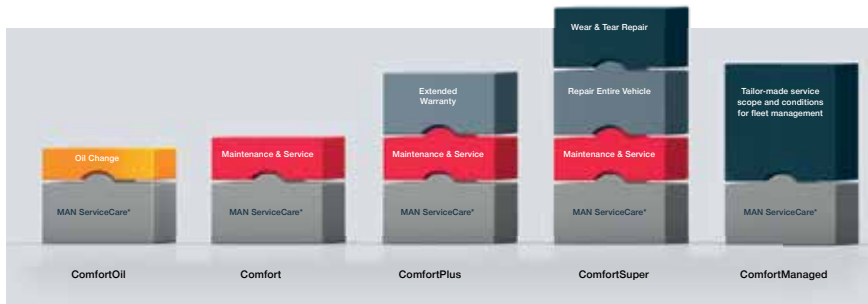 Wear & Tear Repair
Extended
Warranty
Repair Entire Vehicle
Tailor-made service
scope and conditions
for fleet management
Oil Change
Maintenance & Service
Maintenance & Service
Maintenance & Service
MAN ServiceCare*
MAN ServiceCare*
MAN ServiceCare*
MAN ServiceCare*
MAN ServiceCare*
ComfortOil
Comfort
ComfortPlus
ComfortSuper
ComfortManaged